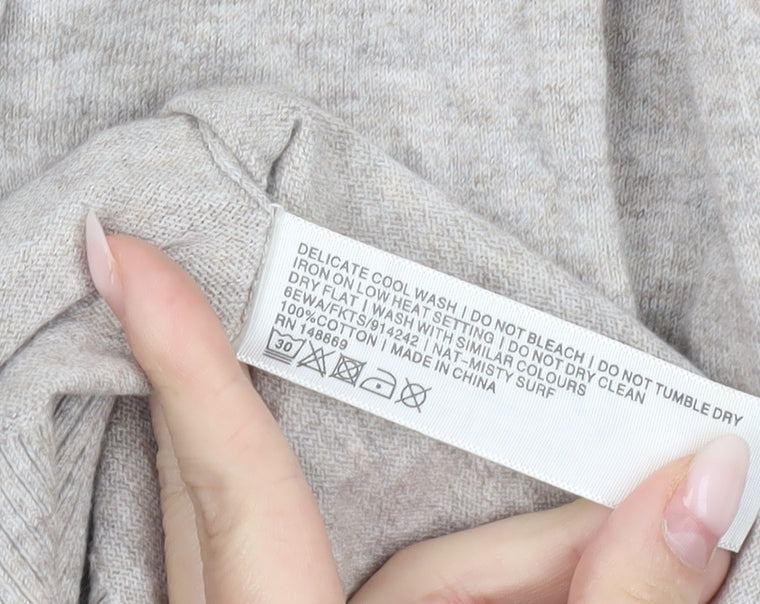 DELICATE COOL WASH | DO NOT BLEACH | DO NOT TUMBLE DRY
IRON ON LOW HEAT SETTING | DO NOT DRY CLEAN
DRY FLAT | WASH WITH SIMILAR COLOURS
6EWA/FKTS/914242 | NAT-MISTY SURF
100%COTTON | MADE IN CHINA
RN 148869
30